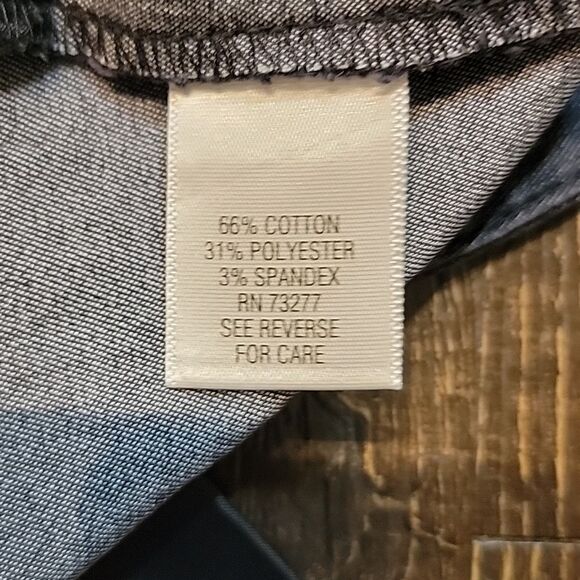 66% COTTON
31% POLYESTER
3% SPANDEX
RN 73277
SEE REVERSE
FOR CARE